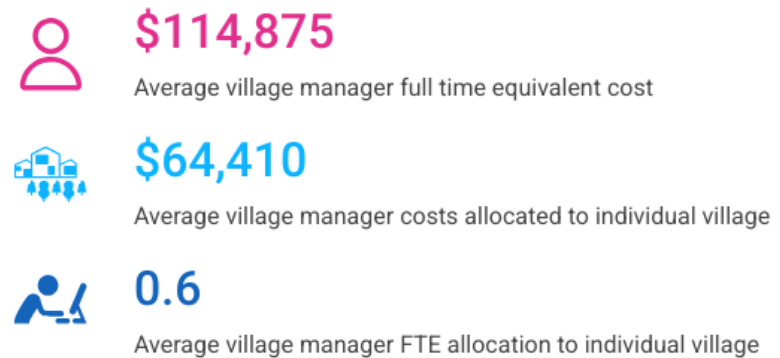 $114,875
Average village manager full time equivalent cost
$64,410
Average village manager costs allocated to individual village
0.6
Average village manager FTE allocation to individual village